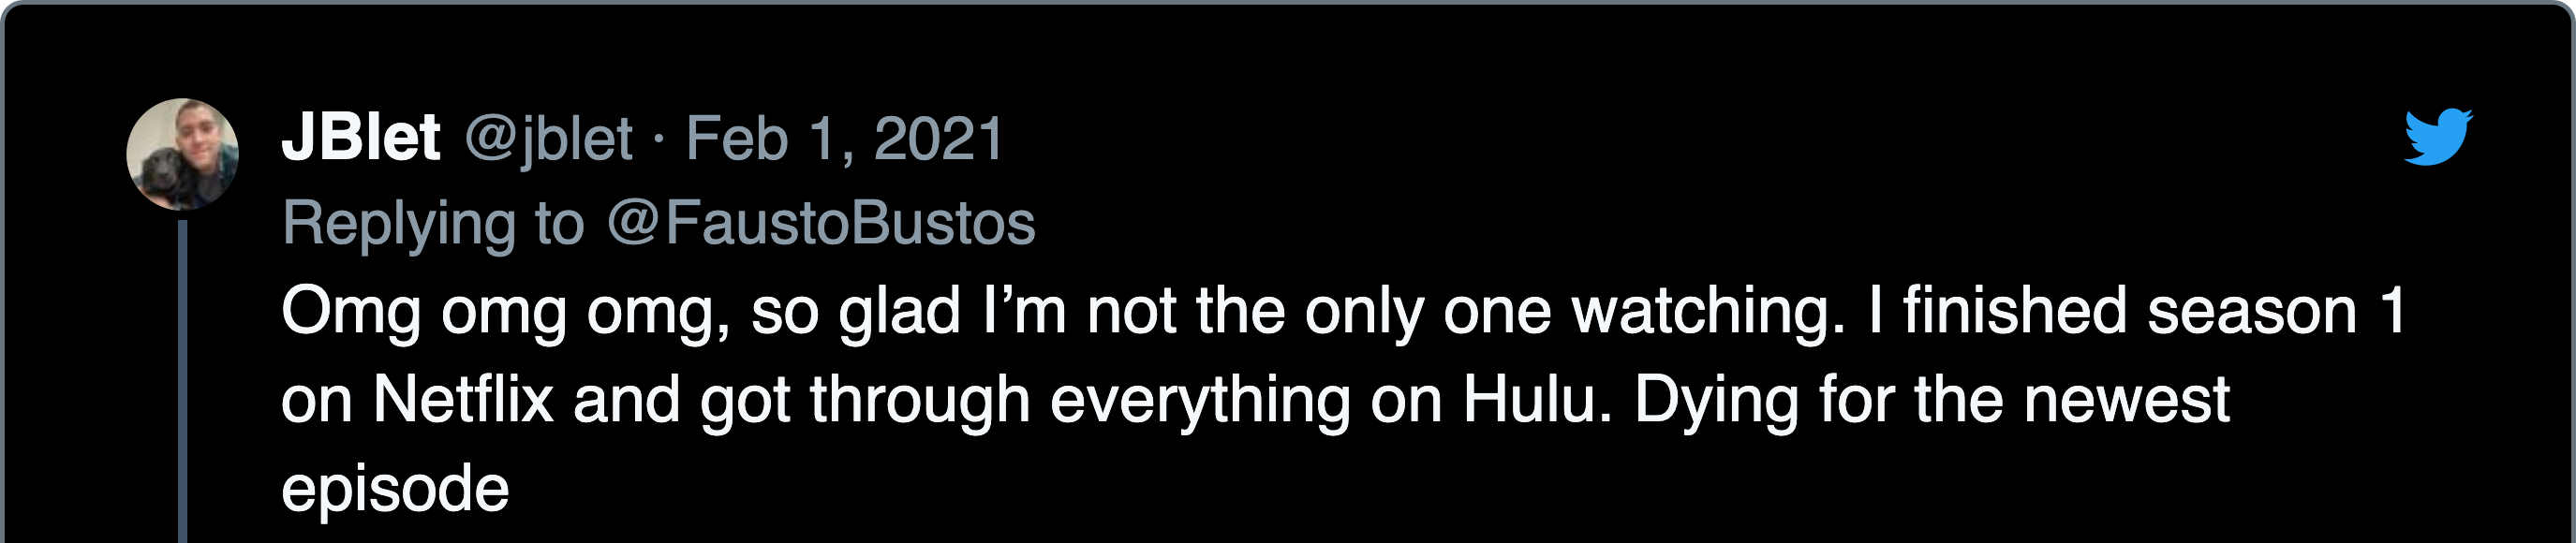 JBlet @jblet · Feb 1, 2021
Replying to @FaustoBustos
Omg omg omg, so glad I’m not the only one watching. I finished season 1
on Netflix and got through everything on Hulu. Dying for the newest
episode